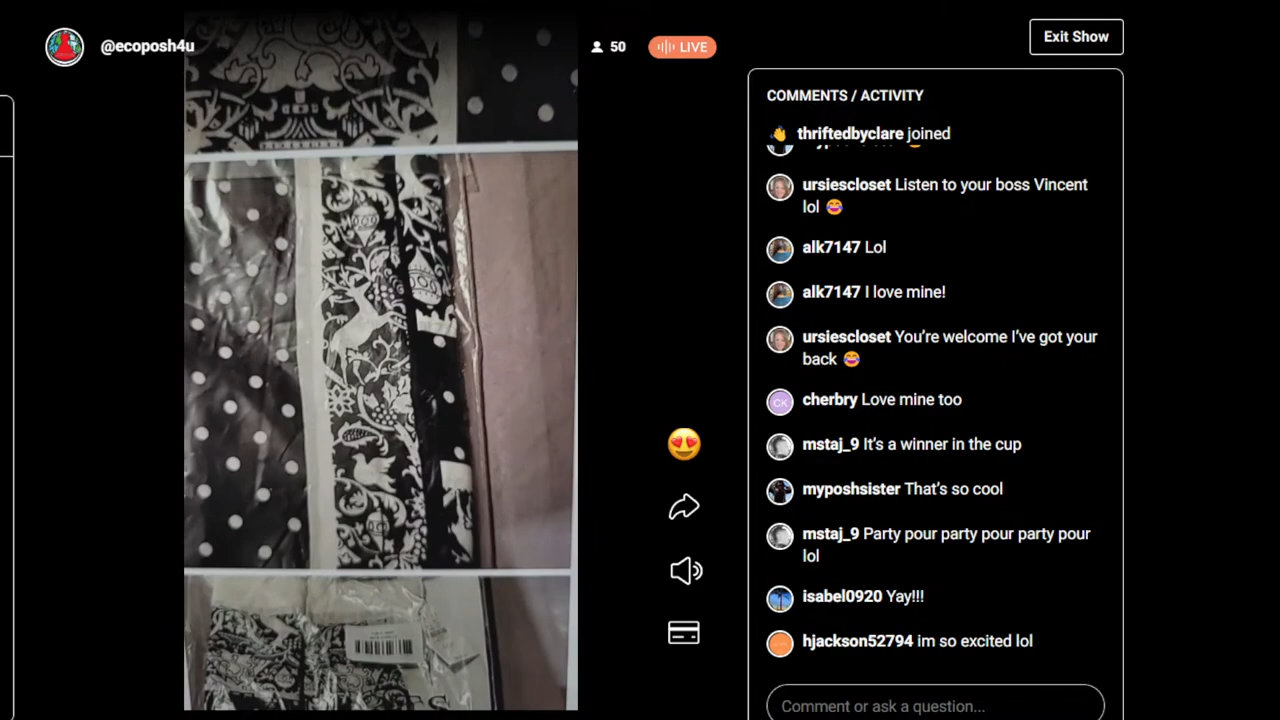 @ecoposh4u
50
LIVE
Exit Show
COMMENTS / ACTIVITY
thriftedbyclare joined
ursiescloset Listen to your boss Vincent
lol 😂
alk7147 Lol
alk7147 I love mine!
ursiescloset You’re welcome I’ve got your
back 😂
CK
cherbry Love mine too
mstaj_9 It’s a winner in the cup
myposhsister That’s so cool
mstaj_9 Party pour party pour party pour
lol
isabel0920 Yay!!!
hjackson52794 im so excited lol
Comment or ask a question...